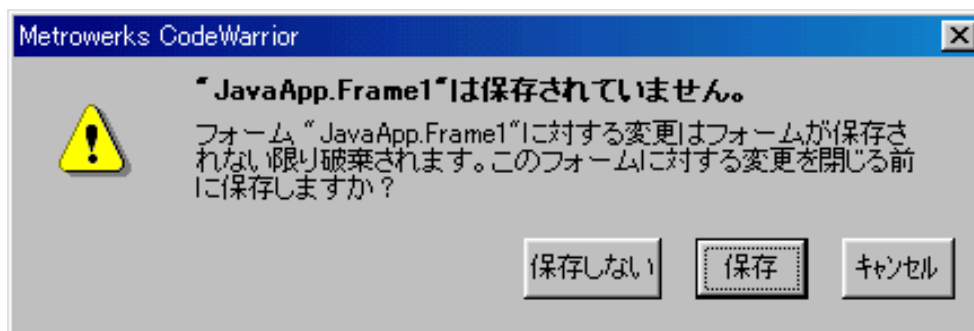 Metrowerks CodeWarrior
“JavaApp.Frame1”は保存されていません。
フォーム “JavaApp.Frame1”に対する変更はフォームが保存さ
れない限り破棄されます。このフォームに対する変更を閉じる前
に保存しますか？
保存しない 保存 キャンセル